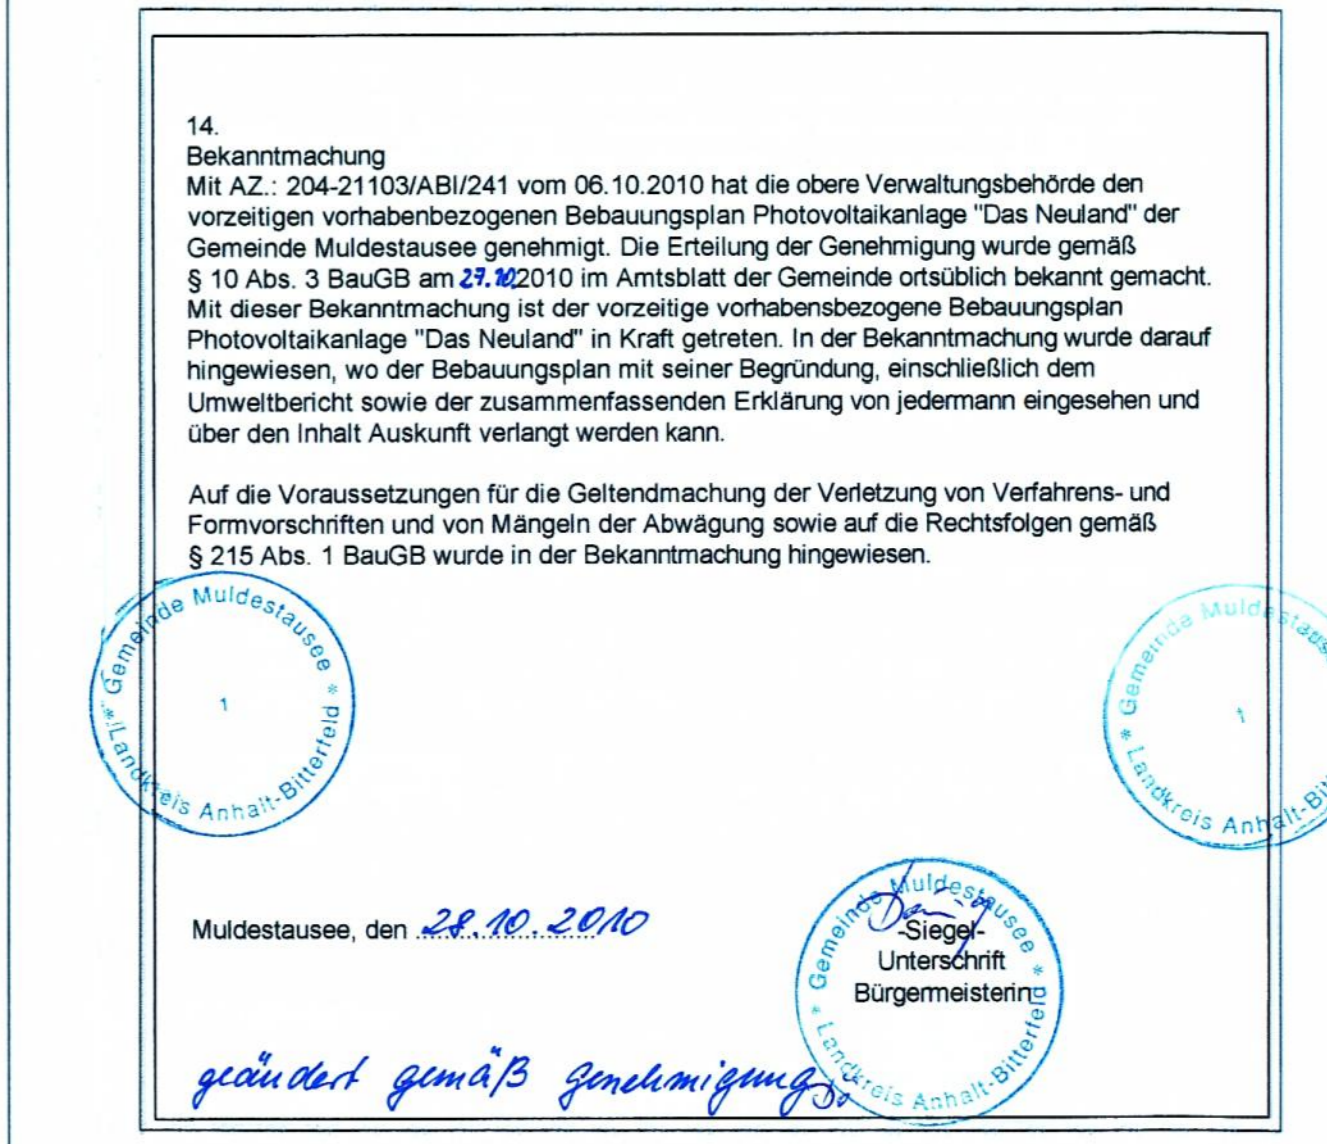 14.
Bekanntmachung
Mit AZ.: 204-21103/ABI/241 vom 06.10.2010 hat die obere Verwaltungsbehörde den
vorzeitigen vorhabenbezogenen Bebauungsplan Photovoltaikanlage "Das Neuland" der
Gemeinde Muldestausee genehmigt. Die Erteilung der Genehmigung wurde gemäß
§ 10 Abs. 3 BauGB am 27.10.2010 im Amtsblatt der Gemeinde ortsüblich bekannt gemacht.
Mit dieser Bekanntmachung ist der vorzeitige vorhabensbezogene Bebauungsplan
Photovoltaikanlage "Das Neuland" in Kraft getreten. In der Bekanntmachung wurde darauf
hingewiesen, wo der Bebauungsplan mit seiner Begründung, einschließlich dem
Umweltbericht sowie der zusammenfassenden Erklärung von jedermann eingesehen und
über den Inhalt Auskunft verlangt werden kann.
Auf die Voraussetzungen für die Geltendmachung der Verletzung von Verfahrens- und
Formvorschriften und von Mängeln der Abwägung sowie auf die Rechtsfolgen gemäß
§ 215 Abs. 1 BauGB wurde in der Bekanntmachung hingewiesen.
Gemeinde Muldestausee
* Landkreis Anhalt-Bitterfeld *
1
Gemeinde Muldestaus
* Landkreis Anhalt-Bit
1
Muldestausee, den 28.10.2010
Gemeinde Muldestausee
* Landkreis Anhalt-Bitterfeld *
-Siegel-
Unterschrift
Bürgermeisterin
geändert gemäß Genehmigung